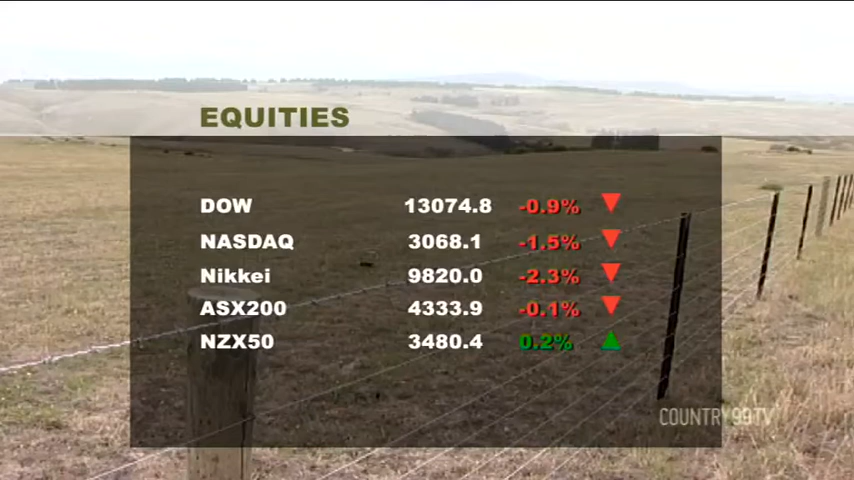 EQUITIES
DOW 13074.8 -0.9% ▼
NASDAQ 3068.1 -1.5% ▼
Nikkei 9820.0 -2.3% ▼
ASX200 4333.9 -0.1% ▼
NZX50 3480.4 0.2% ▲
COUNTRY99TV